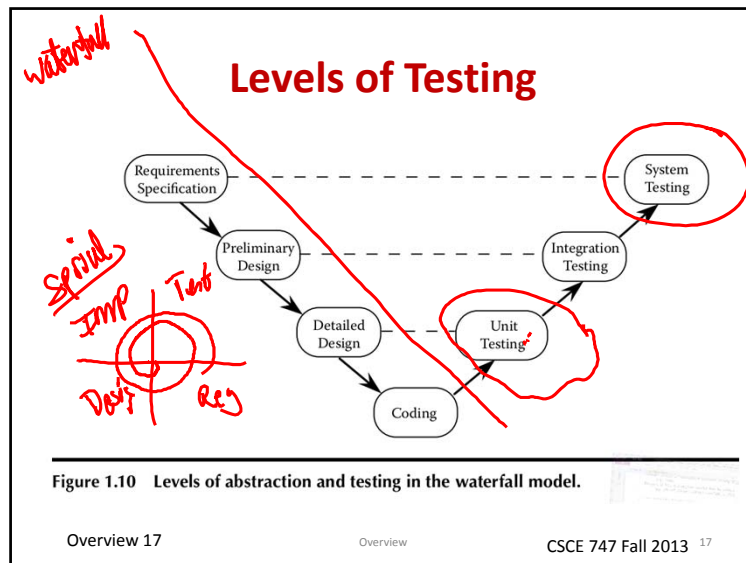 waterfall
Levels of Testing
Requirements
Specification
System
Testing
Preliminary
Design
Integration
Testing
Spiral
IMP
Test
Detailed
Design
Unit
Testing
Desig
Req
Coding
Figure 1.10 Levels of abstraction and testing in the waterfall model.
Overview 17
Overview
CSCE 747 Fall 2013
17